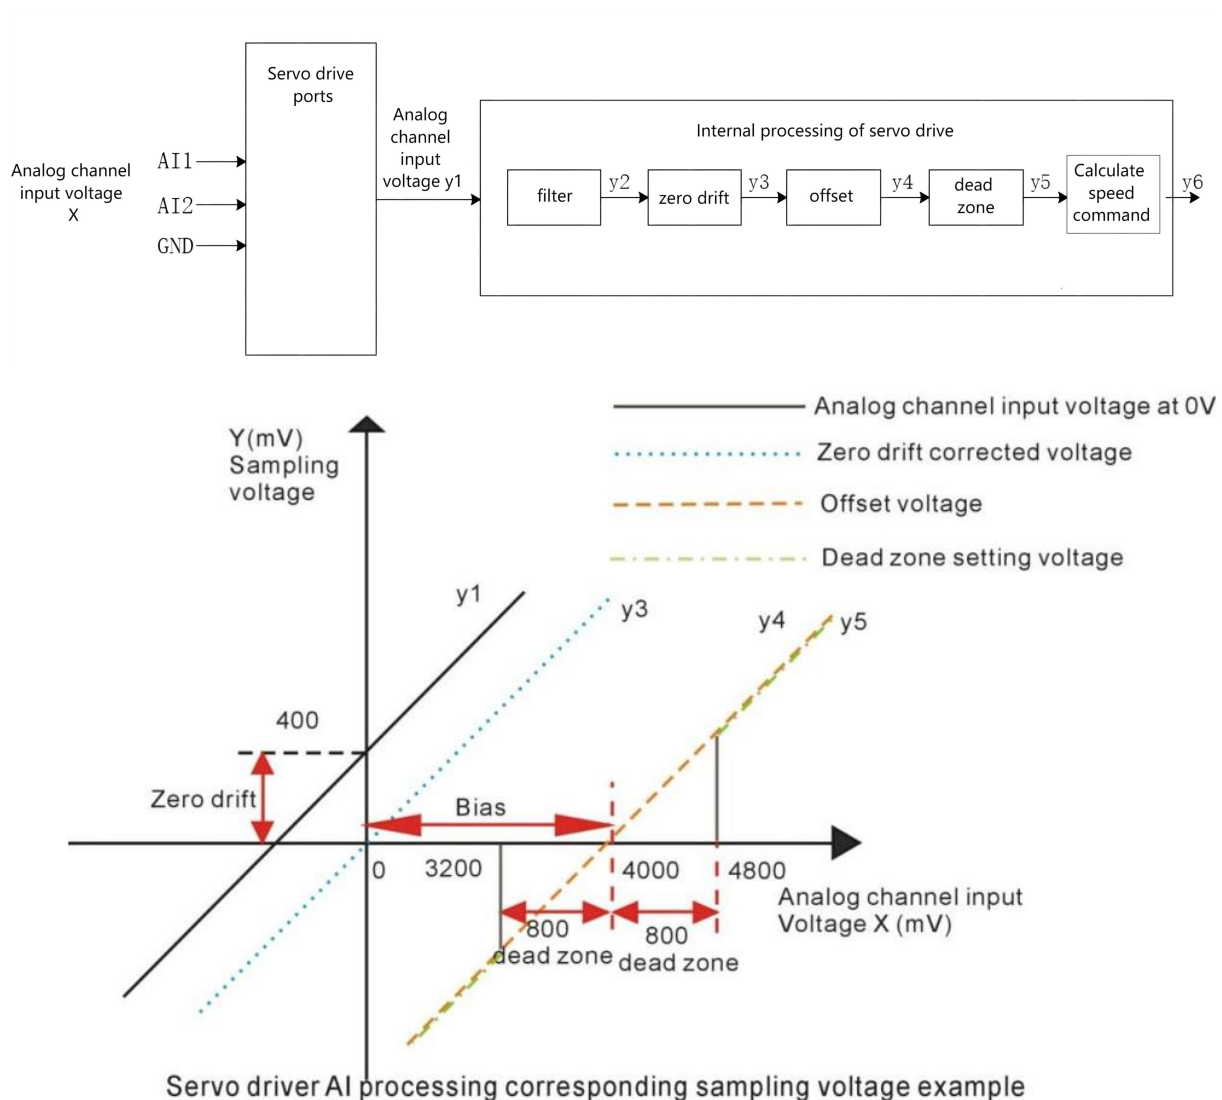 Servo drive
ports
Analog
channel
input
voltage y1
Internal processing of servo drive
Analog channel
input voltage
X
AI1
AI2
GND
filter
y2
zero drift
y3
offset
y4
dead
zone
y5
Calculate
speed
command
y6
Analog channel input voltage at 0V
Zero drift corrected voltage
Offset voltage
Dead zone setting voltage
Y(mV)
Sampling
voltage
y1
y3
y4
y5
400
Zero drift
Bias
0
3200
4000
4800
Analog channel input
Voltage X (mV)
800
dead zone
800
dead zone
Servo driver AI processing corresponding sampling voltage example